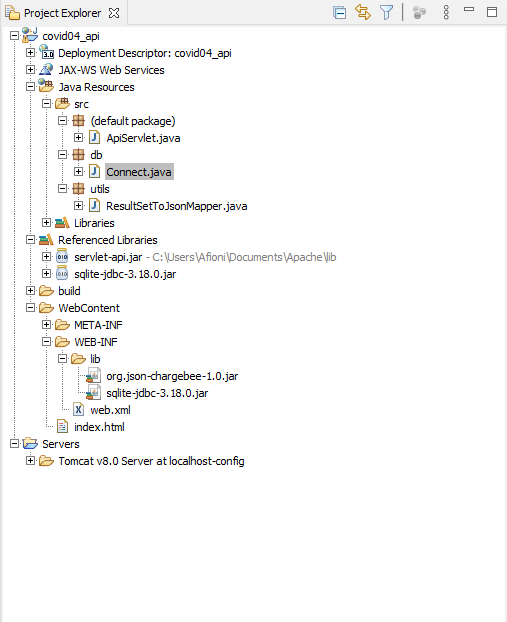 Project Explorer
covid04_api
3.0 Deployment Descriptor: covid04_api
JAX-WS Web Services
Java Resources
src
(default package)
J ApiServlet.java
db
J Connect.java
utils
J ResultSetToJsonMapper.java
Libraries
Referenced Libraries
servlet-api.jar - C:\Users\Afioni\Documents\Apache\lib
sqlite-jdbc-3.18.0.jar
build
WebContent
META-INF
WEB-INF
lib
org.json-chargebee-1.0.jar
sqlite-jdbc-3.18.0.jar
X web.xml
index.html
Servers
Tomcat v8.0 Server at localhost-config